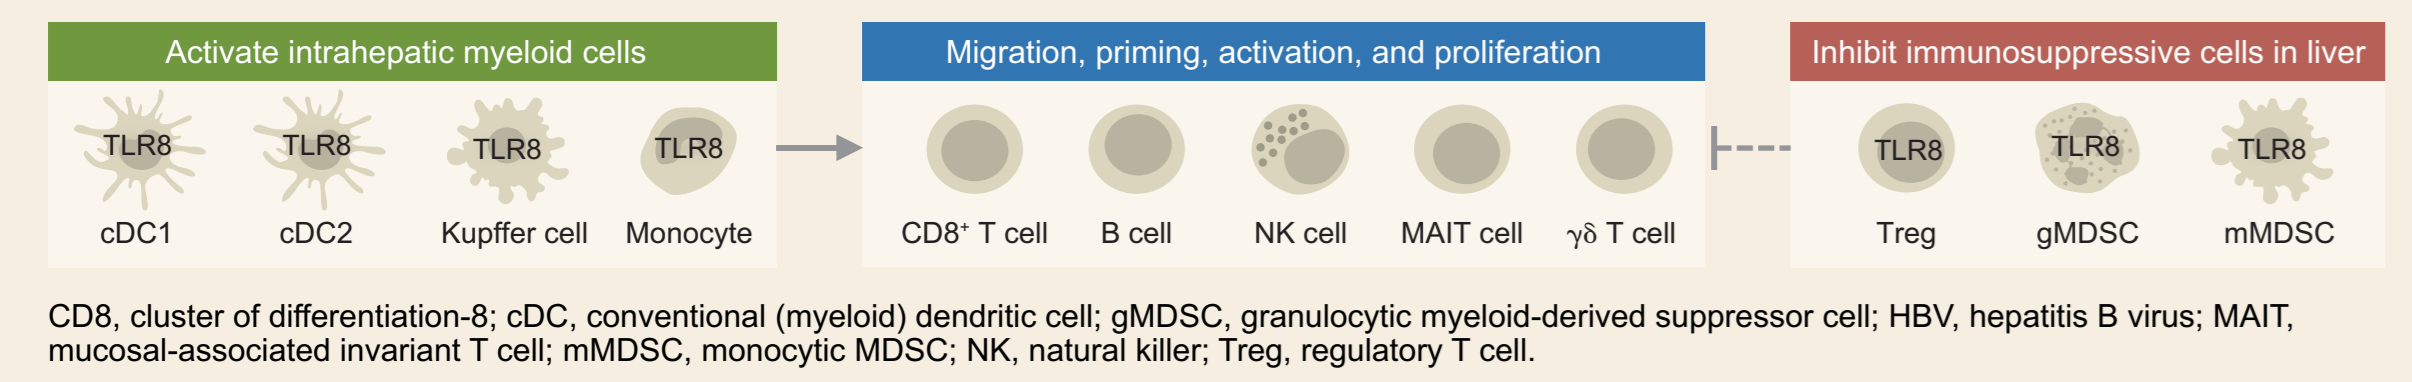 Activate intrahepatic myeloid cells
TLR8 TLR8 TLR8 TLR8
cDC1 cDC2 Kupffer cell Monocyte
Migration, priming, activation, and proliferation
CD8⁺ T cell B cell NK cell MAIT cell γδ T cell
Inhibit immunosuppressive cells in liver
TLR8 TLR8 TLR8
Treg gMDSC mMDSC
CD8, cluster of differentiation-8; cDC, conventional (myeloid) dendritic cell; gMDSC, granulocytic myeloid-derived suppressor cell; HBV, hepatitis B virus; MAIT,
mucosal-associated invariant T cell; mMDSC, monocytic MDSC; NK, natural killer; Treg, regulatory T cell.